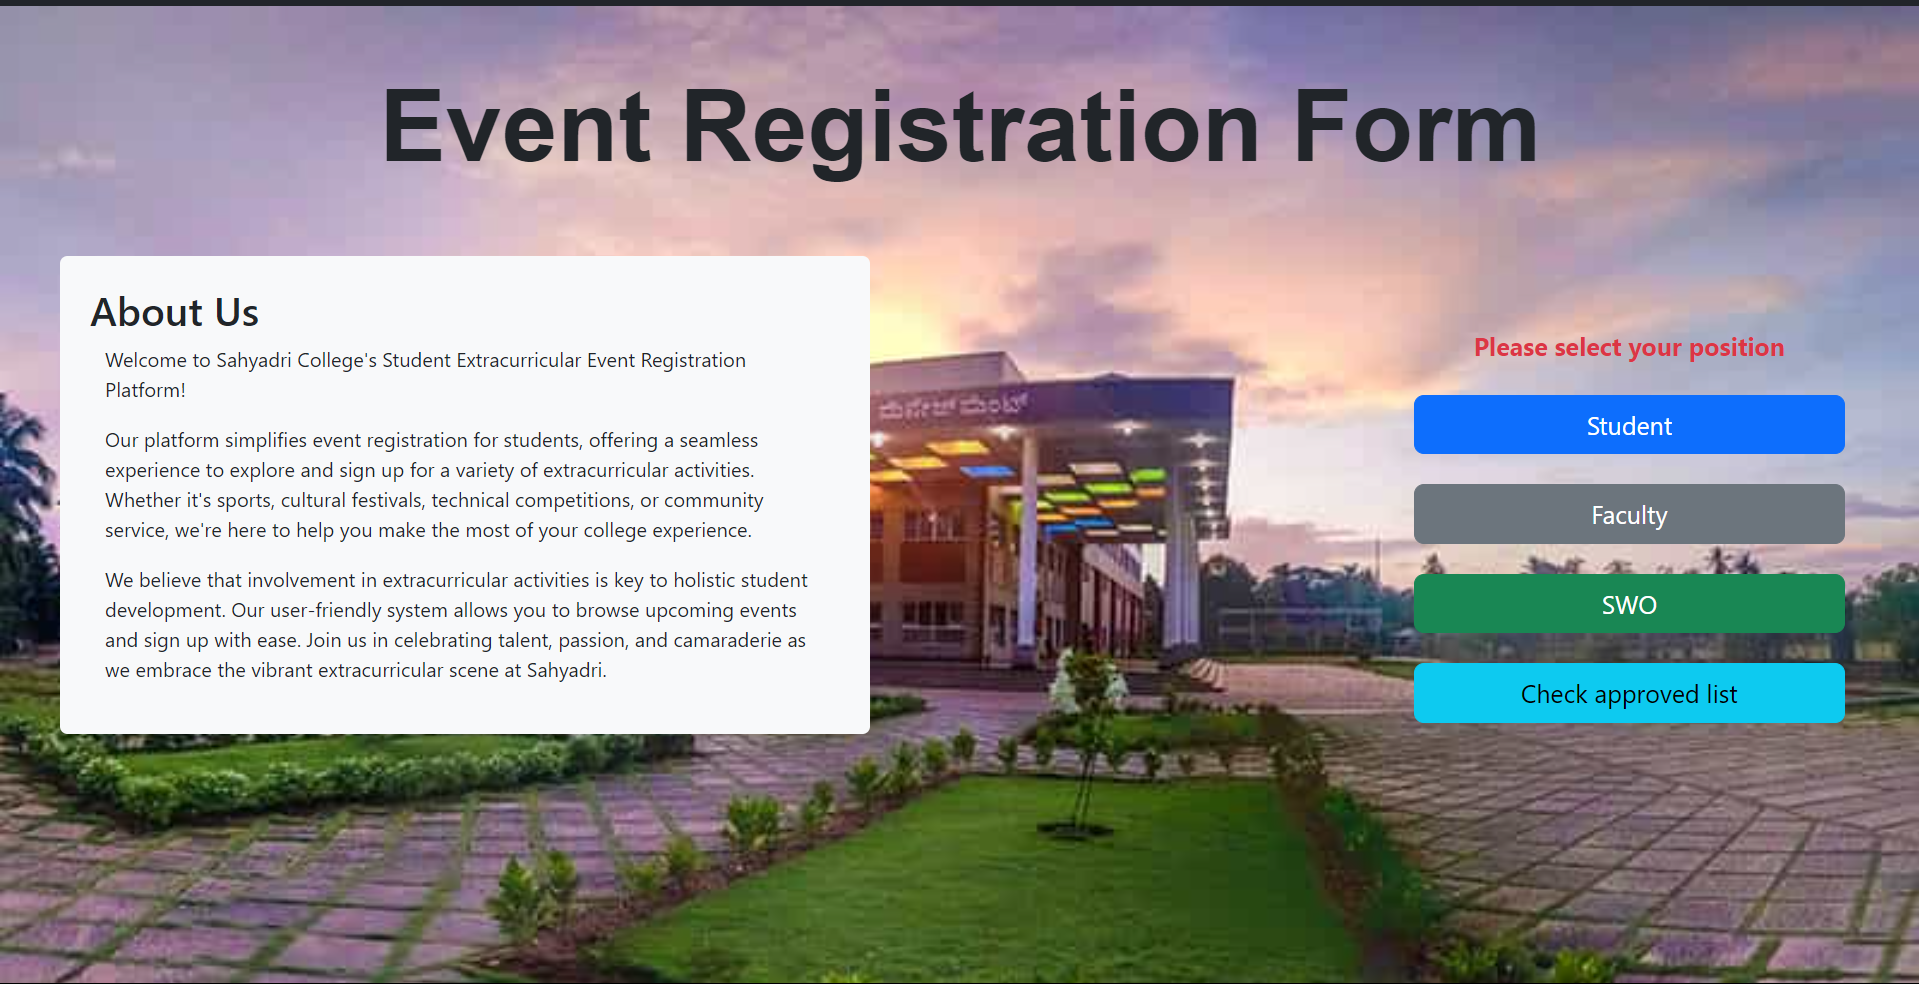 Event Registration Form
About Us
Welcome to Sahyadri College's Student Extracurricular Event Registration
Platform!
Our platform simplifies event registration for students, offering a seamless
experience to explore and sign up for a variety of extracurricular activities.
Whether it's sports, cultural festivals, technical competitions, or community
service, we're here to help you make the most of your college experience.
We believe that involvement in extracurricular activities is key to holistic student
development. Our user-friendly system allows you to browse upcoming events
and sign up with ease. Join us in celebrating talent, passion, and camaraderie as
we embrace the vibrant extracurricular scene at Sahyadri.
Please select your position
Student
Faculty
SWO
Check approved list